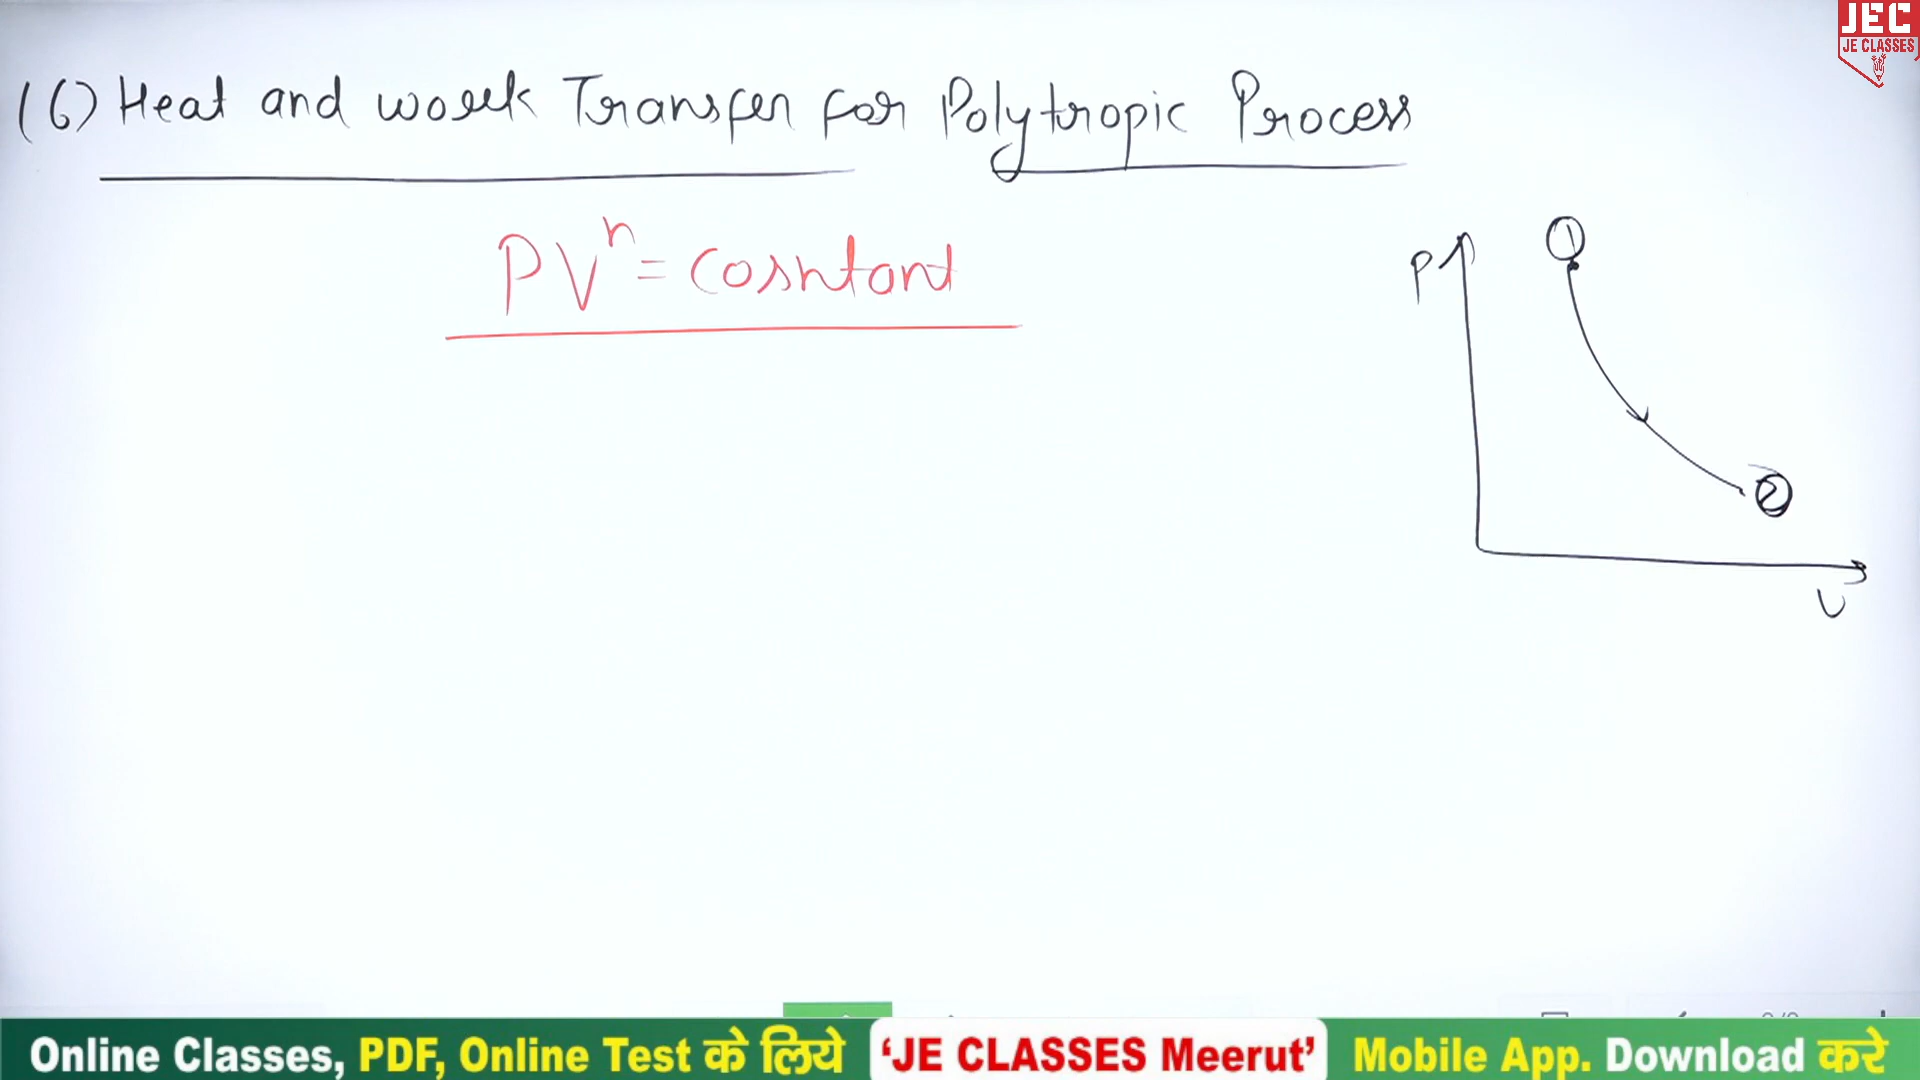 JEC
JE CLASSES
(6) Heat and work Transfer for Polytropic Process
PVⁿ = Constant
P
1
2
V
Online Classes, PDF, Online Test के लिये 'JE CLASSES Meerut' Mobile App. Download करे